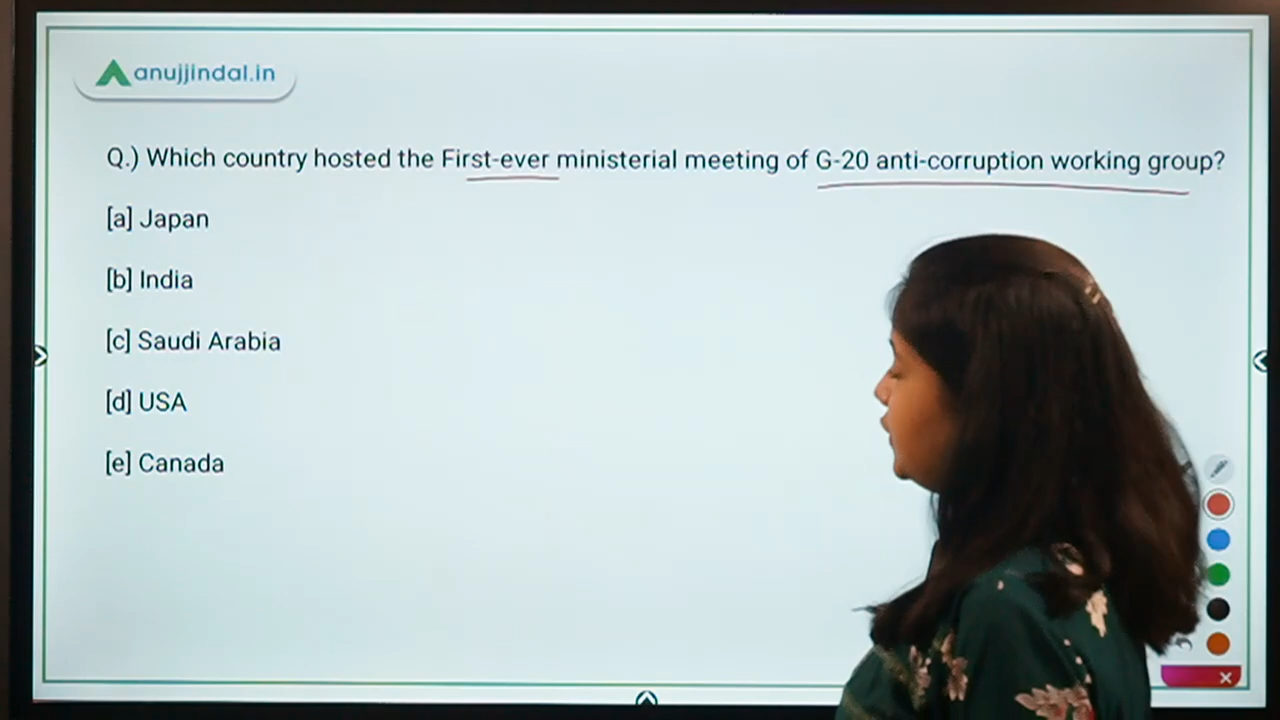 anujjindal.in
Q.) Which country hosted the First-ever ministerial meeting of G-20 anti-corruption working group?
[a] Japan
[b] India
[c] Saudi Arabia
[d] USA
[e] Canada